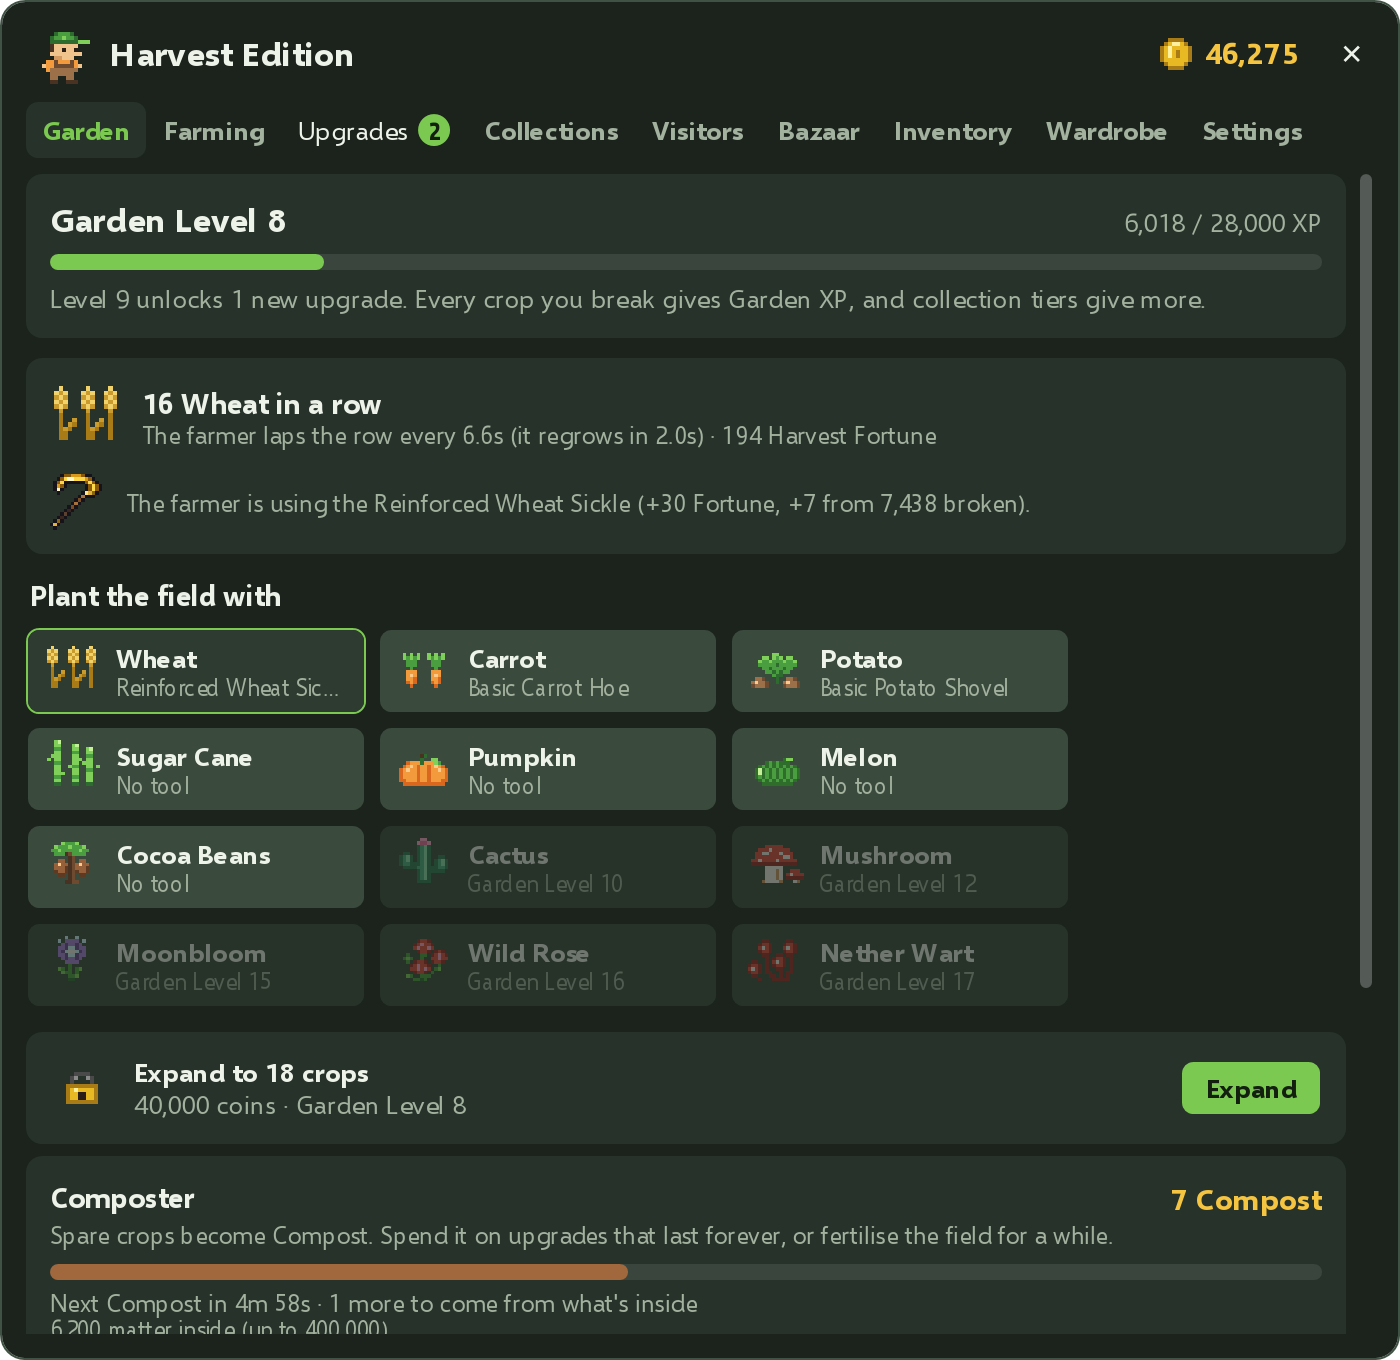 Harvest Edition
46,275
×
Garden Farming Upgrades 2 Collections Visitors Bazaar Inventory Wardrobe Settings
Garden Level 8
6,018 / 28,000 XP
Level 9 unlocks 1 new upgrade. Every crop you break gives Garden XP, and collection tiers give more.
16 Wheat in a row
The farmer laps the row every 6.6s (it regrows in 2.0s) · 194 Harvest Fortune
The farmer is using the Reinforced Wheat Sickle (+30 Fortune, +7 from 7,438 broken).
Plant the field with
Wheat
Reinforced Wheat Sic...
Carrot
Basic Carrot Hoe
Potato
Basic Potato Shovel
Sugar Cane
No tool
Pumpkin
No tool
Melon
No tool
Cocoa Beans
No tool
Cactus
Garden Level 10
Mushroom
Garden Level 12
Moonbloom
Garden Level 15
Wild Rose
Garden Level 16
Nether Wart
Garden Level 17
Expand to 18 crops
40,000 coins · Garden Level 8
Expand
Composter
7 Compost
Spare crops become Compost. Spend it on upgrades that last forever, or fertilise the field for a while.
Next Compost in 4m 58s · 1 more to come from what's inside
6,200 matter inside (up to 400,000)